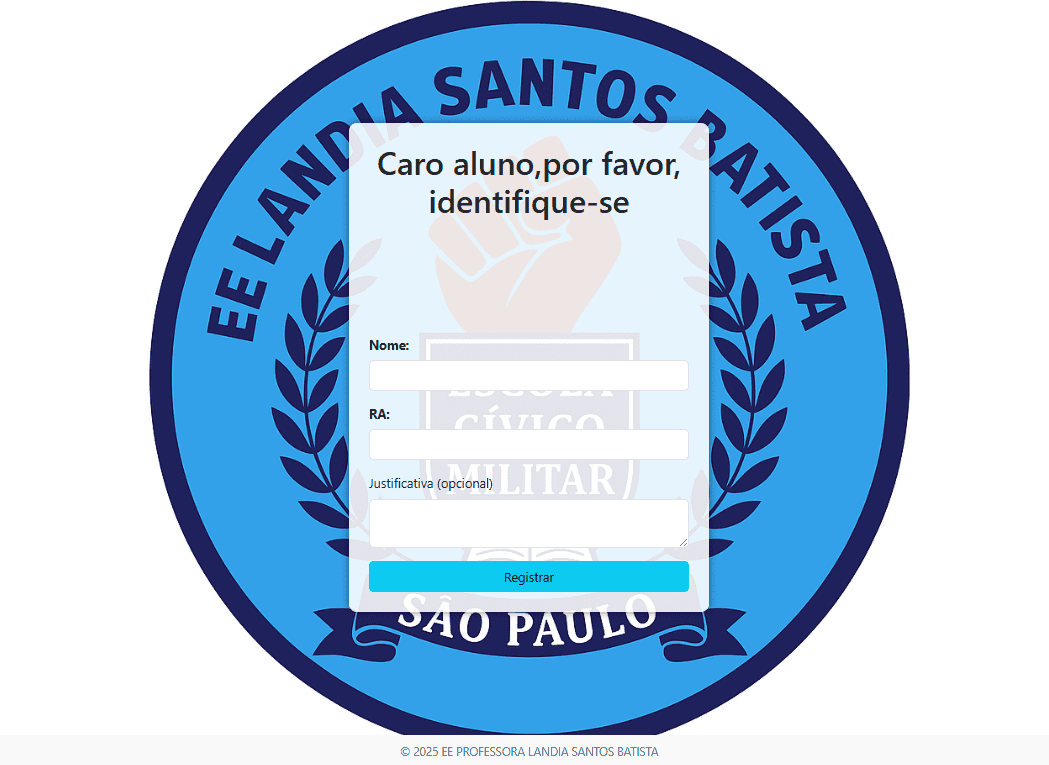 EE LANDIA SANTOS BATISTA
Caro aluno,por favor,
identifique-se
Nome:
ESCOLA
RA:
CÍVICO
MILITAR
Justificativa (opcional)
Registrar
SÃO PAULO
© 2025 EE PROFESSORA LANDIA SANTOS BATISTA